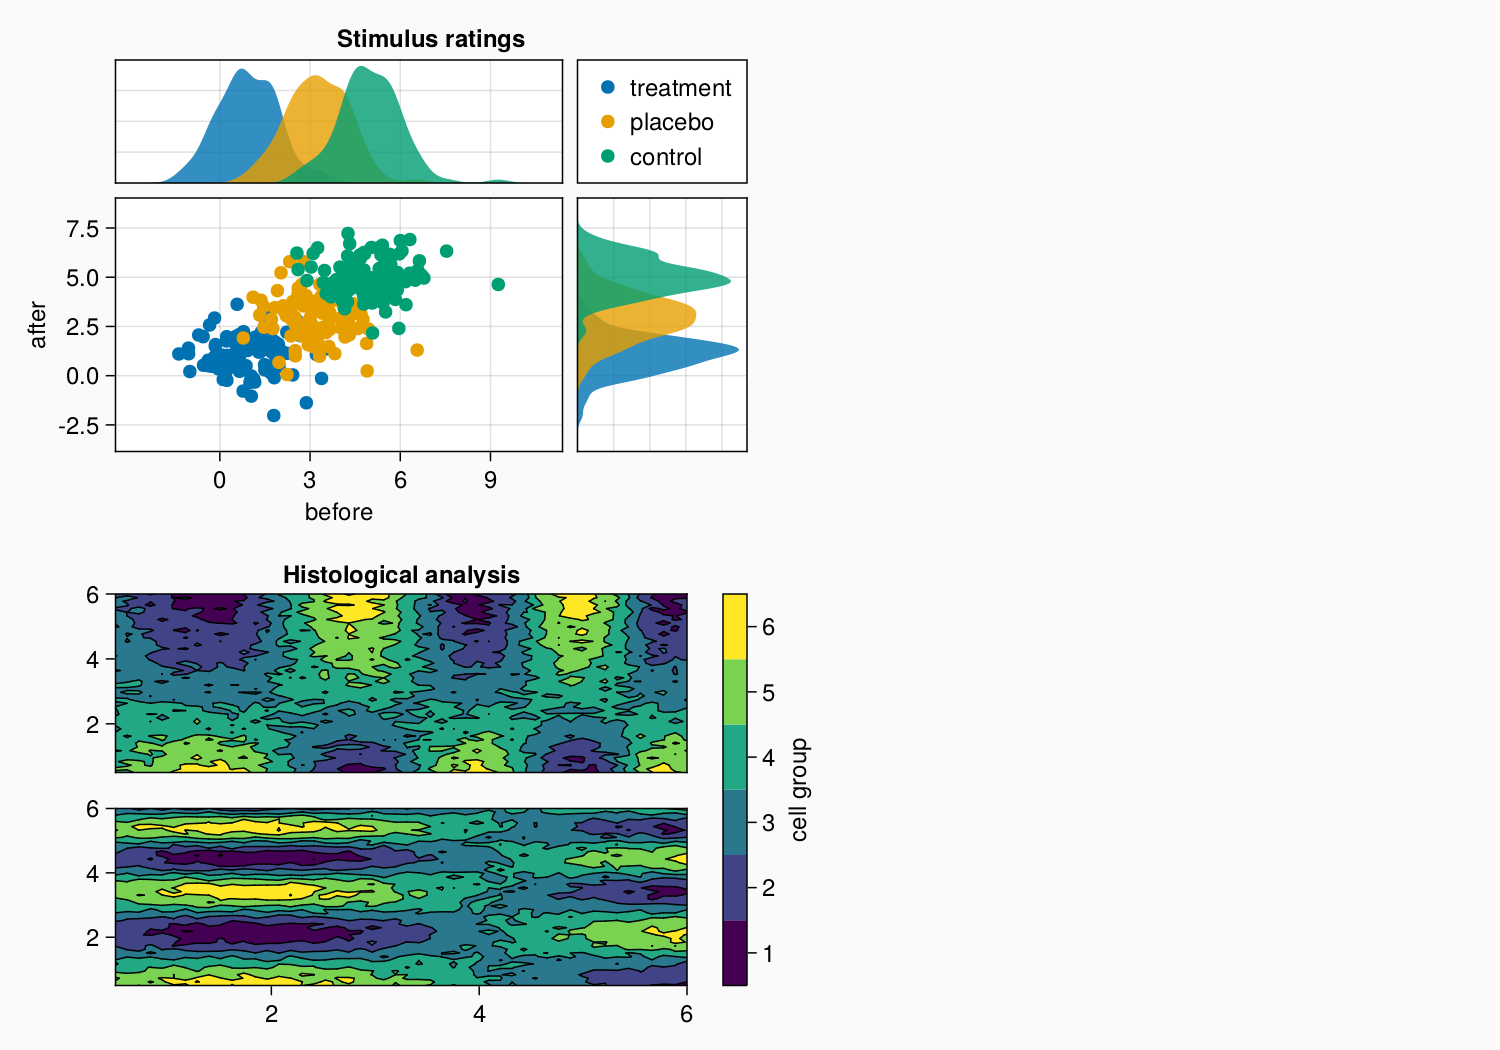 Stimulus ratings
treatment
placebo
control
7.5
5.0
2.5
0.0
-2.5
after
0 3 6 9
before
Histological analysis
6
4
2
6
4
2
2 4 6
6
5
4
3
2
1
cell group